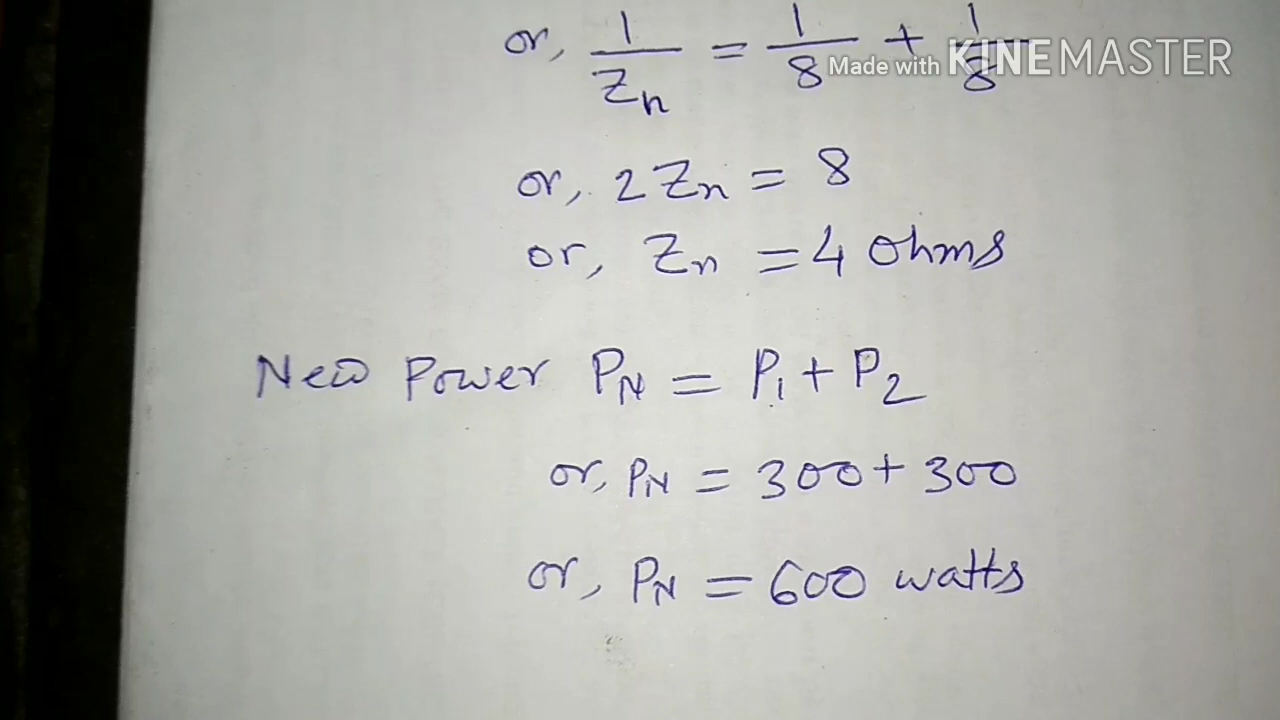 or, 1/Zn = 1/8 + 1/8
Made with KINEMASTER
or, 2Zn = 8
or, Zn = 4 ohms
New Power PN = P1 + P2
or, PN = 300 + 300
or, PN = 600 watts